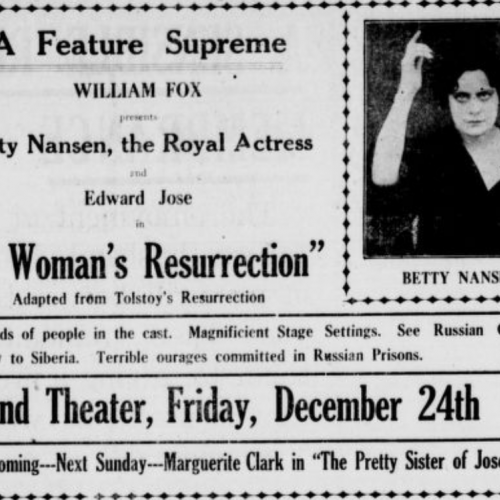 A Feature Supreme
WILLIAM FOX
presents
ty Nansen, the Royal Actress
and
Edward Jose
in
Woman's Resurrection"
Adapted from Tolstoy's Resurrection
BETTY NANS
ds of people in the cast. Magnificient Stage Settings. See Russian
to Siberia. Terrible ourages committed in Russian Prisons.
nd Theater, Friday, December 24th
oming---Next Sunday---Marguerite Clark in "The Pretty Sister of Jose